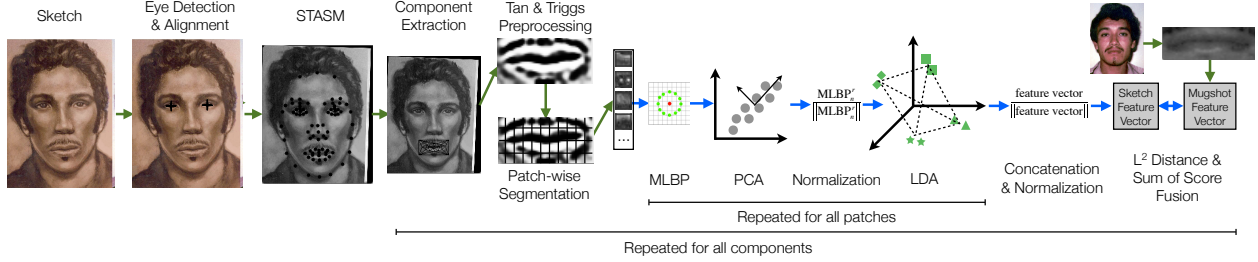 Sketch
Eye Detection
& Alignment
STASM
Component
Extraction
Tan & Triggs
Preprocessing
Patch-wise
Segmentation
...
MLBP
PCA
MLBPʳₙ
‖MLBPʳₙ‖
Normalization
LDA
feature vector
‖feature vector‖
Concatenation
& Normalization
Sketch
Feature
Vector
Mugshot
Feature
Vector
L² Distance &
Sum of Score
Fusion
Repeated for all patches
Repeated for all components